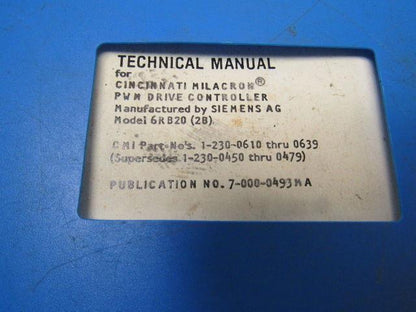 TECHNICAL MANUAL
for
CINCINNATI MILACRON®
PWM DRIVE CONTROLLER
Manufactured by SIEMENS AG
Model 6RB20 (2B).
CMI Part No's. 1-230-0610 thru 0639
(Supersedes 1-230-0450 thru 0479)
PUBLICATION NO. 7-000-0493MA